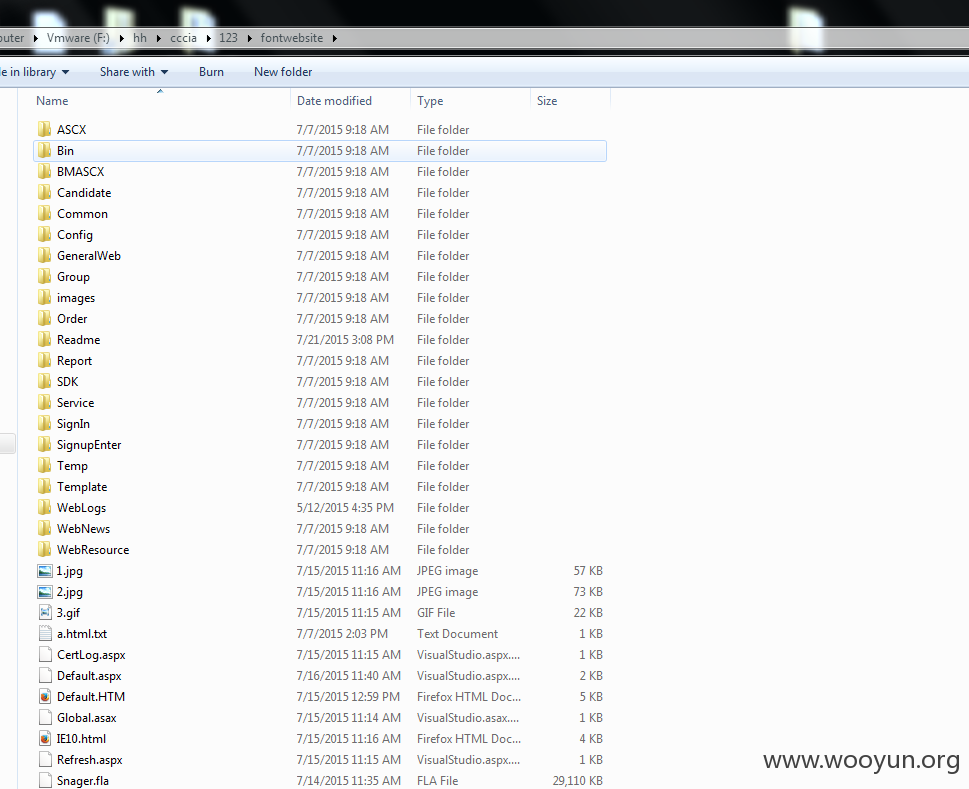 puter ▸ Vmware (F:) ▸ hh ▸ cccia ▸ 123 ▸ fontwebsite ▸
le in library Share with Burn New folder
Name Date modified Type Size
ASCX 7/7/2015 9:18 AM File folder
Bin 7/7/2015 9:18 AM File folder
BMASCX 7/7/2015 9:18 AM File folder
Candidate 7/7/2015 9:18 AM File folder
Common 7/7/2015 9:18 AM File folder
Config 7/7/2015 9:18 AM File folder
GeneralWeb 7/7/2015 9:18 AM File folder
Group 7/7/2015 9:18 AM File folder
images 7/7/2015 9:18 AM File folder
Order 7/7/2015 9:18 AM File folder
Readme 7/21/2015 3:08 PM File folder
Report 7/7/2015 9:18 AM File folder
SDK 7/7/2015 9:18 AM File folder
Service 7/7/2015 9:18 AM File folder
SignIn 7/7/2015 9:18 AM File folder
SignupEnter 7/7/2015 9:18 AM File folder
Temp 7/7/2015 9:18 AM File folder
Template 7/7/2015 9:18 AM File folder
WebLogs 5/12/2015 4:35 PM File folder
WebNews 7/7/2015 9:18 AM File folder
WebResource 7/7/2015 9:18 AM File folder
1.jpg 7/15/2015 11:16 AM JPEG image 57 KB
2.jpg 7/15/2015 11:16 AM JPEG image 73 KB
3.gif 7/15/2015 11:15 AM GIF File 22 KB
a.html.txt 7/7/2015 2:03 PM Text Document 1 KB
CertLog.aspx 7/15/2015 11:15 AM VisualStudio.aspx.... 1 KB
Default.aspx 7/16/2015 11:40 AM VisualStudio.aspx.... 2 KB
Default.HTM 7/15/2015 12:59 PM Firefox HTML Doc... 5 KB
Global.asax 7/15/2015 11:14 AM VisualStudio.asax.... 1 KB
IE10.html 7/15/2015 11:16 AM Firefox HTML Doc... 4 KB
Refresh.aspx 7/15/2015 11:15 AM VisualStudio.aspx.... 1 KB
Snager.fla 7/14/2015 11:35 AM FLA File 29,110 KB
www.wooyun.org